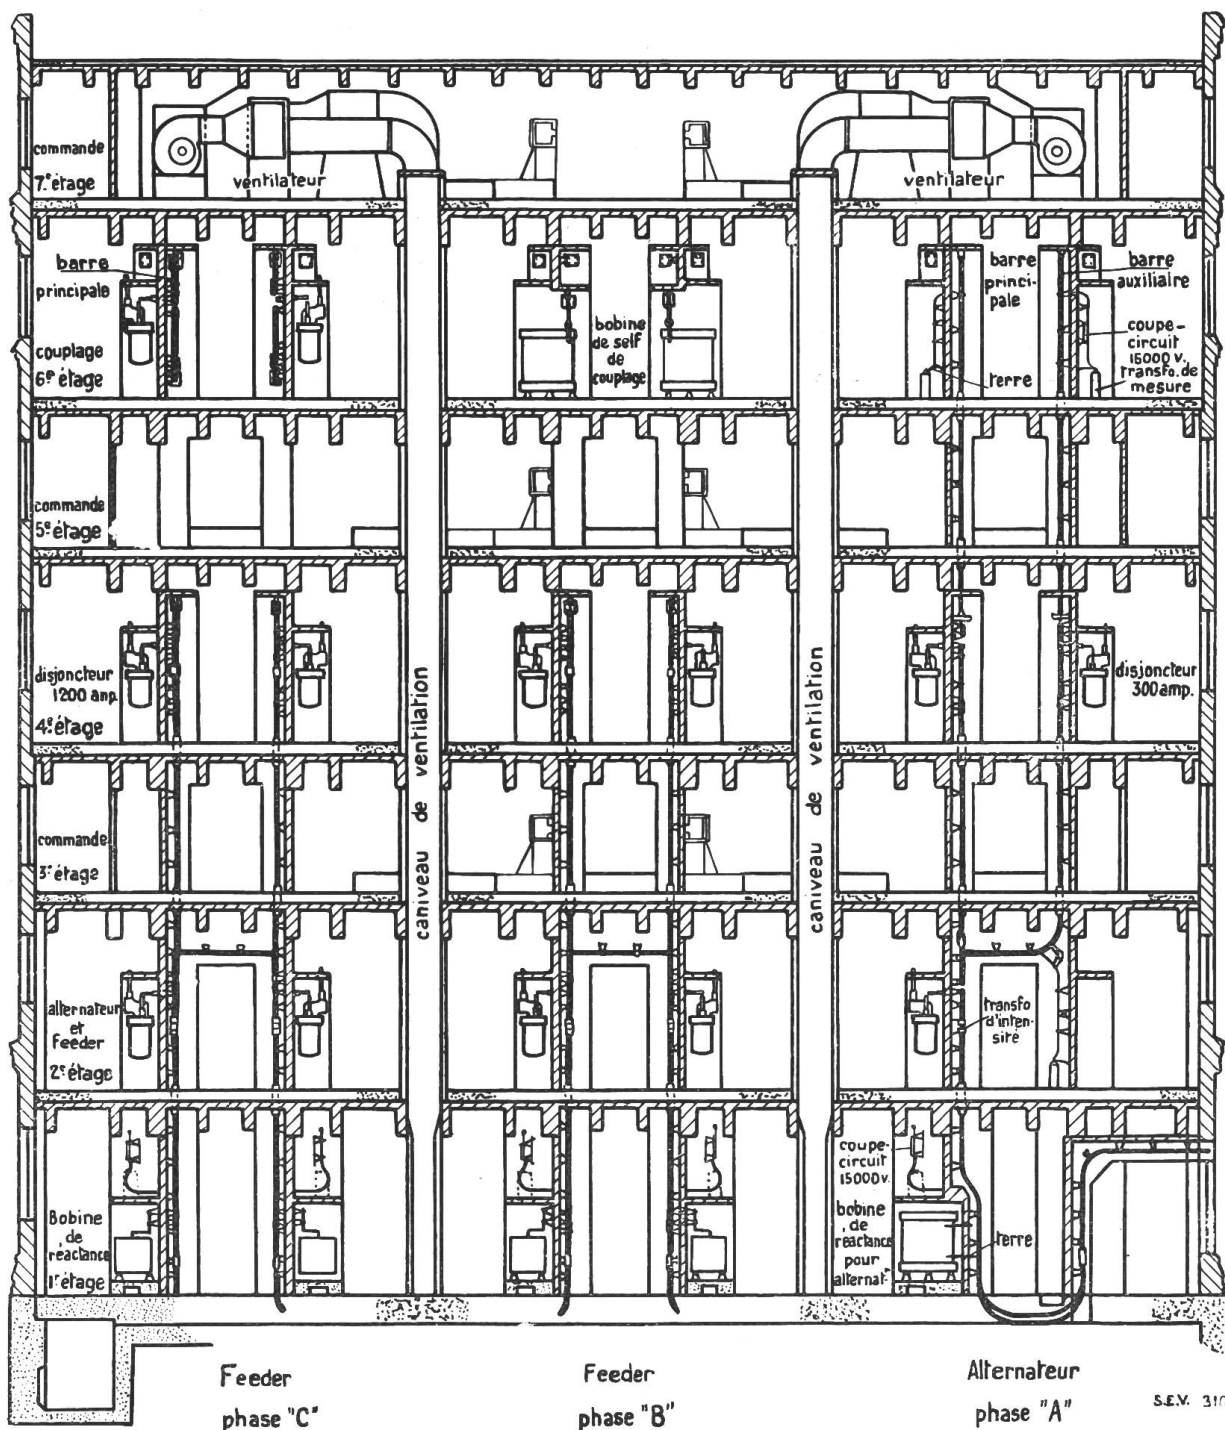 commande
7.ᵉ étage
ventilateur
ventilateur
barre
principale
couplage
6ᵉ étage
bobine
de self
de
couplage
barre
princi-
pale
terre
barre
auxiliaire
coupe-
circuit
15000 v.
transfo. de
mesure
commande
5ᵉ étage
disjoncteur
1200 amp.
4ᵉ étage
caniveau de ventilation
caniveau de ventilation
disjoncteur
300 amp.
commande
3ᵉ étage
alternateur
et
Feeder
2ᵉ étage
transfo
d'inten-
sité
Bobine
de
réactance
1ᵉʳ étage
coupe-
circuit
15000 v.
bobine
de
réactance
pour
alternatʳ
terre
Feeder
phase "C"
Feeder
phase "B"
Alternateur
phase "A"
S.E.V.